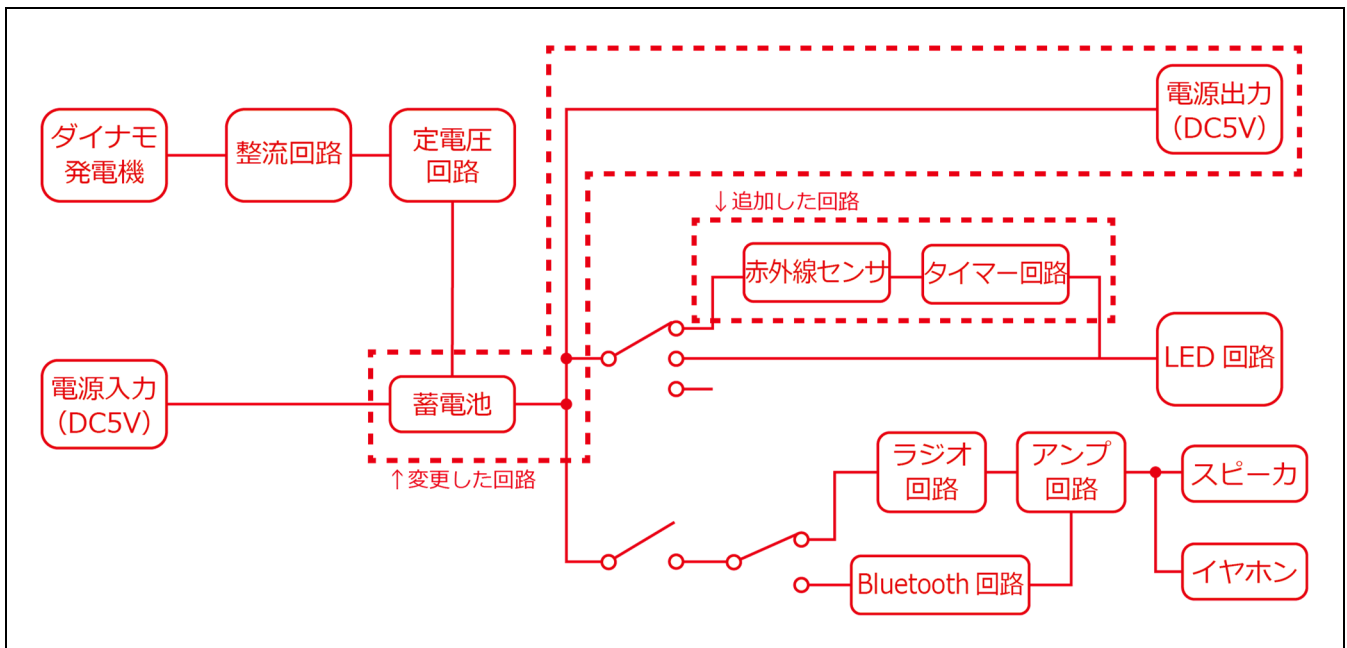 ダイナモ
発電機
整流回路
定電圧
回路
電源出力
(DC5V)
↓追加した回路
赤外線センサ
タイマー回路
LED 回路
電源入力
(DC5V)
蓄電池
↑変更した回路
ラジオ
回路
アンプ
回路
スピーカ
Bluetooth 回路
イヤホン